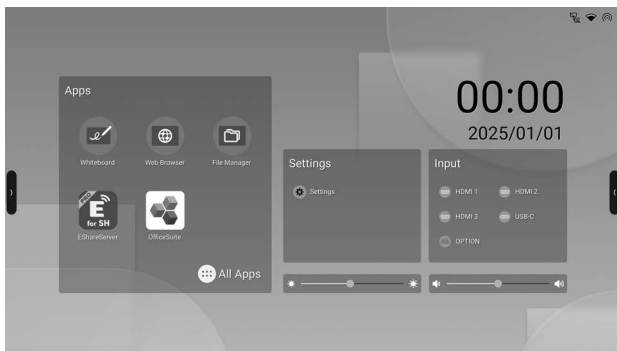 Apps
00:00
2025/01/01
Whiteboard
Web Browser
File Manager
PRO
E
for SH
EShareServer
OfficeSuite
All Apps
Settings
Settings
Input
HDMI 1
HDMI 2
HDMI 3
USB-C
OPTION